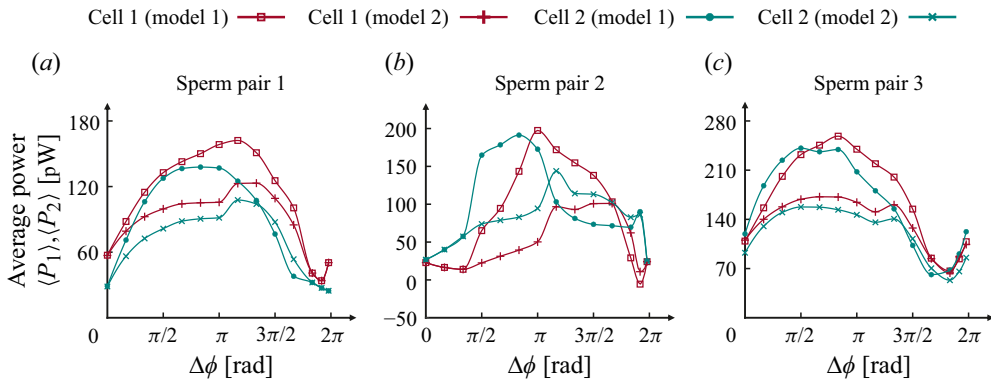 Cell 1 (model 1) Cell 1 (model 2) Cell 2 (model 1) Cell 2 (model 2)
(a) (b) (c)
Sperm pair 1 Sperm pair 2 Sperm pair 3
Average power
⟨P₁⟩,⟨P₂⟩ [pW]
180
120
60
0
π/2 π 3π/2 2π
Δϕ [rad]
200
150
100
50
0
−50
π/2 π 3π/2 2π
Δϕ [rad]
280
210
140
70
0
π/2 π 3π/2 2π
Δϕ [rad]